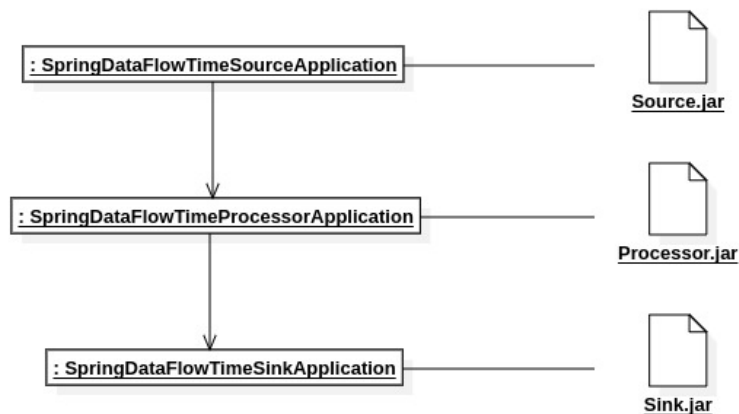 : SpringDataFlowTimeSourceApplication
Source.jar
: SpringDataFlowTimeProcessorApplication
Processor.jar
: SpringDataFlowTimeSinkApplication
Sink.jar